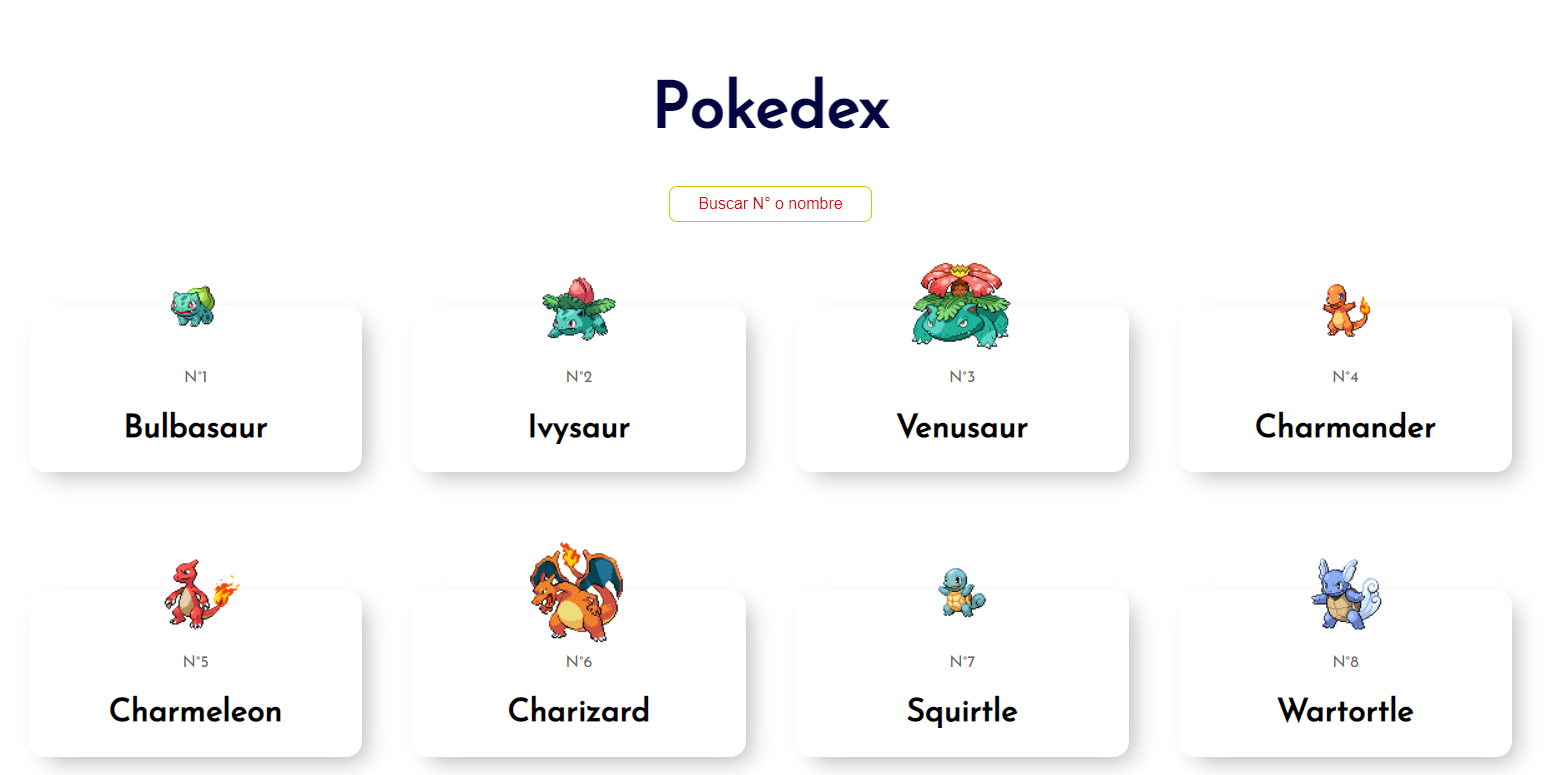 Pokedex
Buscar N° o nombre
N°1
Bulbasaur
N°2
Ivysaur
N°3
Venusaur
N°4
Charmander
N°5
Charmeleon
N°6
Charizard
N°7
Squirtle
N°8
Wartortle